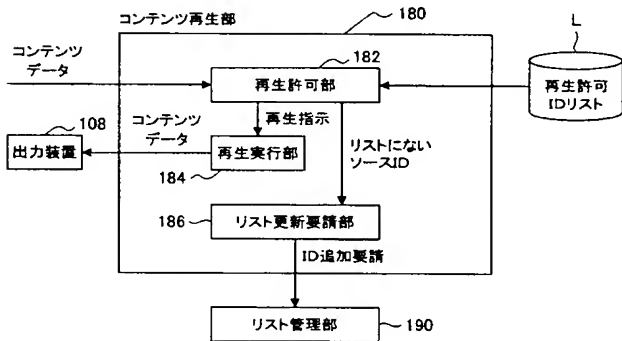 コンテンツ再生部
180
L
コンテンツ
データ
182
再生許可部
再生許可
IDリスト
108
コンテンツ
データ
再生指示
リストにない
ソースID
出力装置
再生実行部
184
186
リスト更新要請部
ID追加要請
リスト管理部
190